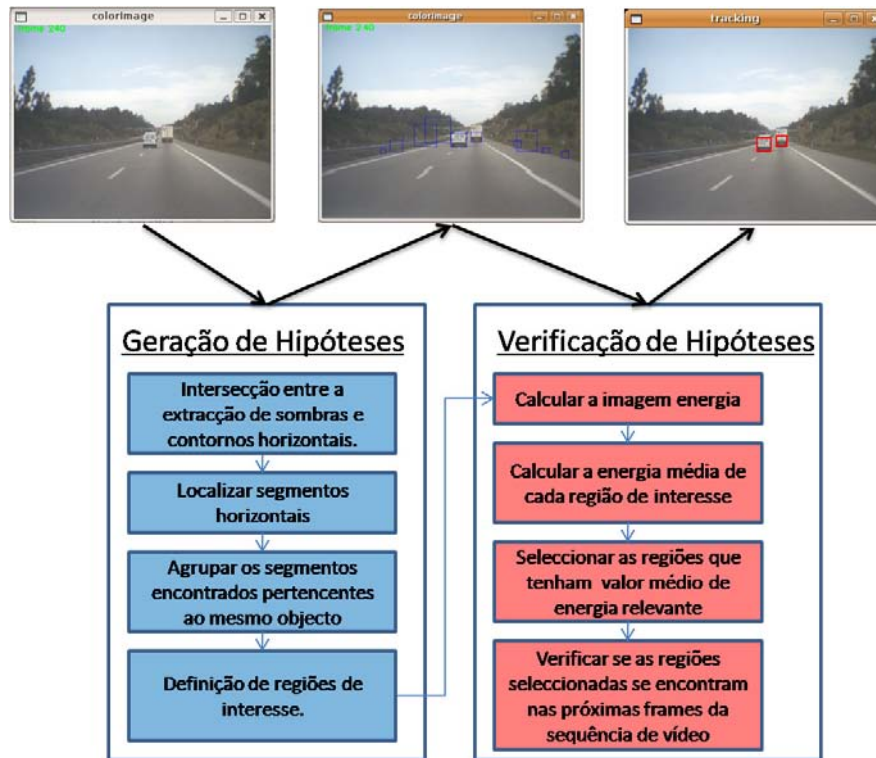 colorimage
frame 240
colorimage
frame 240
tracking
Geração de Hipóteses
Intersecção entre a
extracção de sombras e
contornos horizontais.
Localizar segmentos
horizontais
Agrupar os segmentos
encontrados pertencentes
ao mesmo objecto
Definição de regiões de
interesse.
Verificação de Hipóteses
Calcular a imagem energia
Calcular a energia média de
cada região de interesse
Seleccionar as regiões que
tenham valor médio de
energia relevante
Verificar se as regiões
seleccionadas se encontram
nas próximas frames da
sequência de vídeo